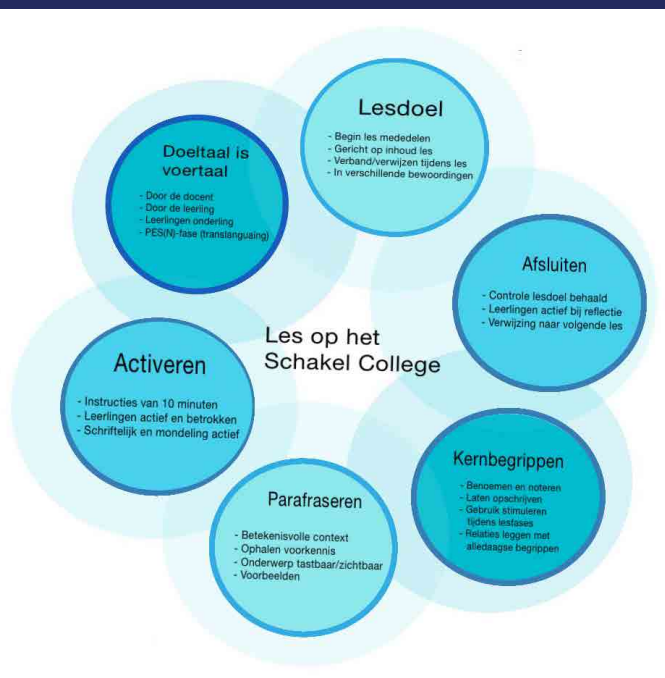 Lesdoel
- Begin les mededelen
- Gericht op inhoud les
- Verband/verwijzen tijdens les
- In verschillende bewoordingen
Doeltaal is
voertaal
- Door de docent
- Door de leerling
- Leerlingen onderling
- PES(N)-fase (translanguaing)
Afsluiten
- Controle lesdoel behaald
- Leerlingen actief bij reflectie
- Verwijzing naar volgende les
Les op het
Schakel College
Activeren
- Instructies van 10 minuten
- Leerlingen actief en betrokken
- Schriftelijk en mondeling actief
Kernbegrippen
- Benoemen en noteren
- Laten opschrijven
- Gebruik stimuleren
tijdens lesfases
- Relaties leggen met
alledaagse begrippen
Parafraseren
- Betekenisvolle context
- Ophalen voorkennis
- Onderwerp tastbaar/zichtbaar
- Voorbeelden